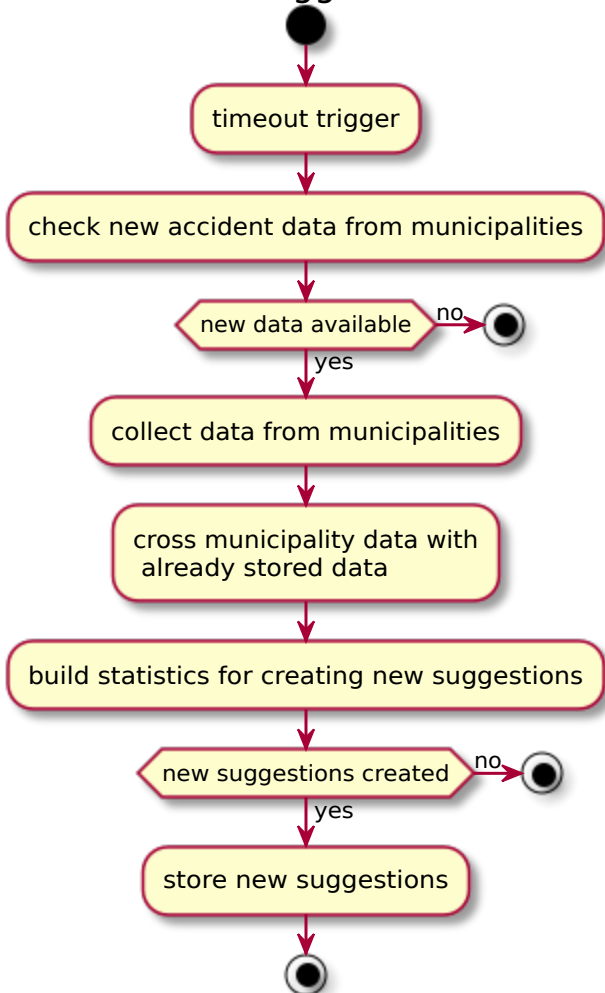 timeout trigger
check new accident data from municipalities
new data available
no
yes
collect data from municipalities
cross municipality data with
already stored data
build statistics for creating new suggestions
new suggestions created
no
yes
store new suggestions